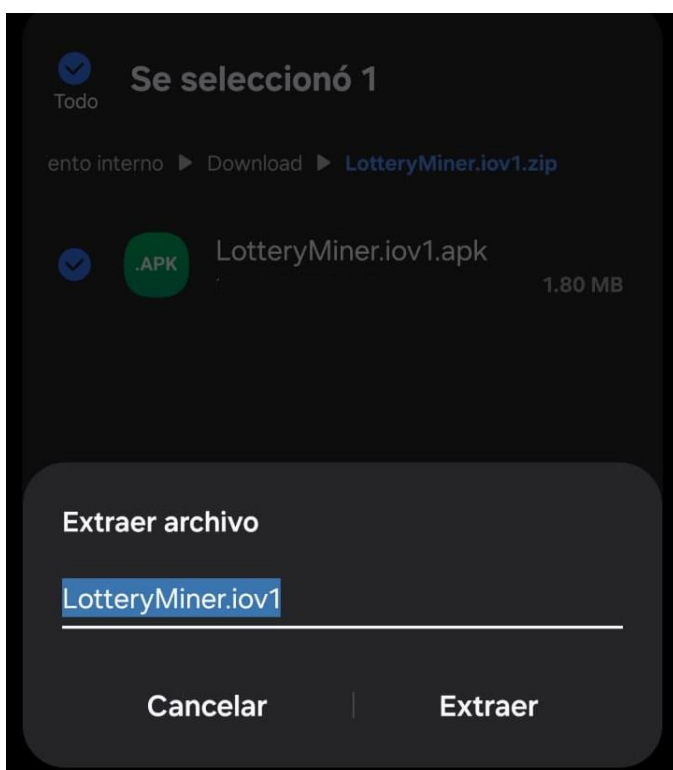 Se seleccionó 1
Todo
ento interno ▶ Download ▶ LotteryMiner.iov1.zip
.APK
LotteryMiner.iov1.apk
1.80 MB
Extraer archivo
LotteryMiner.iov1
Cancelar
Extraer